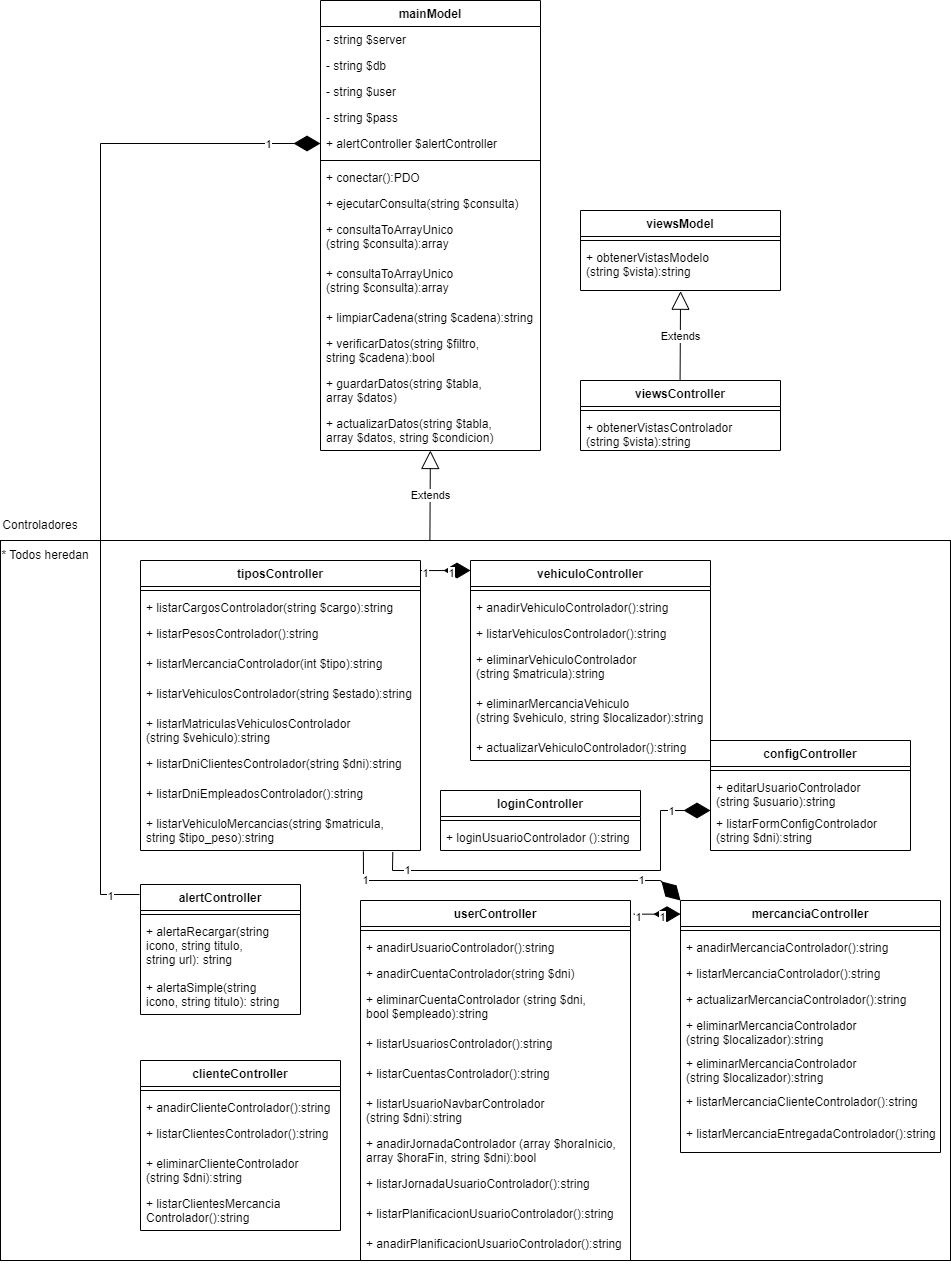 mainModel
- string $server
- string $db
- string $user
- string $pass
+ alertController $alertController
1
+ conectar():PDO
+ ejecutarConsulta(string $consulta)
+ consultaToArrayUnico
(string $consulta):array
+ consultaToArrayUnico
(string $consulta):array
+ limpiarCadena(string $cadena):string
+ verificarDatos(string $filtro,
string $cadena):bool
+ guardarDatos(string $tabla,
array $datos)
+ actualizarDatos(string $tabla,
array $datos, string $condicion)
viewsModel
+ obtenerVistasModelo
(string $vista):string
Extends
viewsController
+ obtenerVistasControlador
(string $vista):string
Extends
Controladores
* Todos heredan
tiposController
+ listarCargosControlador(string $cargo):string
+ listarPesosControlador():string
+ listarMercanciaControlador(int $tipo):string
+ listarVehiculosControlador(string $estado):string
+ listarMatriculasVehiculosControlador
(string $vehiculo):string
+ listarDniClientesControlador(string $dni):string
+ listarDniEmpleadosControlador():string
+ listarVehiculoMercancias(string $matricula,
string $tipo_peso):string
1
1
vehiculoController
+ anadirVehiculoControlador():string
+ listarVehiculosControlador():string
+ eliminarVehiculoControlador
(string $matricula):string
+ eliminarMercanciaVehiculo
(string $vehiculo, string $localizador):string
+ actualizarVehiculoControlador():string
configController
+ editarUsuarioControlador
(string $usuario):string
+ listarFormConfigControlador
(string $dni):string
1
loginController
+ loginUsuarioControlador ():string
1
1
1
1
alertController
+ alertaRecargar(string
icono, string titulo,
string url): string
+ alertaSimple(string
icono, string titulo): string
userController
+ anadirUsuarioControlador():string
+ anadirCuentaControlador(string $dni)
+ eliminarCuentaControlador (string $dni,
bool $empleado):string
+ listarUsuariosControlador():string
+ listarCuentasControlador():string
+ listarUsuarioNavbarControlador
(string $dni):string
+ anadirJornadaControlador (array $horaInicio,
array $horaFin, string $dni):bool
+ listarJornadaUsuarioControlador():string
+ listarPlanificacionUsuarioControlador():string
+ anadirPlanificacionUsuarioControlador():string
1
1
mercanciaController
+ anadirMercanciaControlador():string
+ listarMercanciaControlador():string
+ actualizarMercanciaControlador():string
+ eliminarMercanciaControlador
(string $localizador):string
+ eliminarMercanciaControlador
(string $localizador):string
+ listarMercanciaClienteControlador():string
+ listarMercanciaEntregadaControlador():string
clienteController
+ anadirClienteControlador():string
+ listarClientesControlador():string
+ eliminarClienteControlador
(string $dni):string
+ listarClientesMercancia
Controlador():string